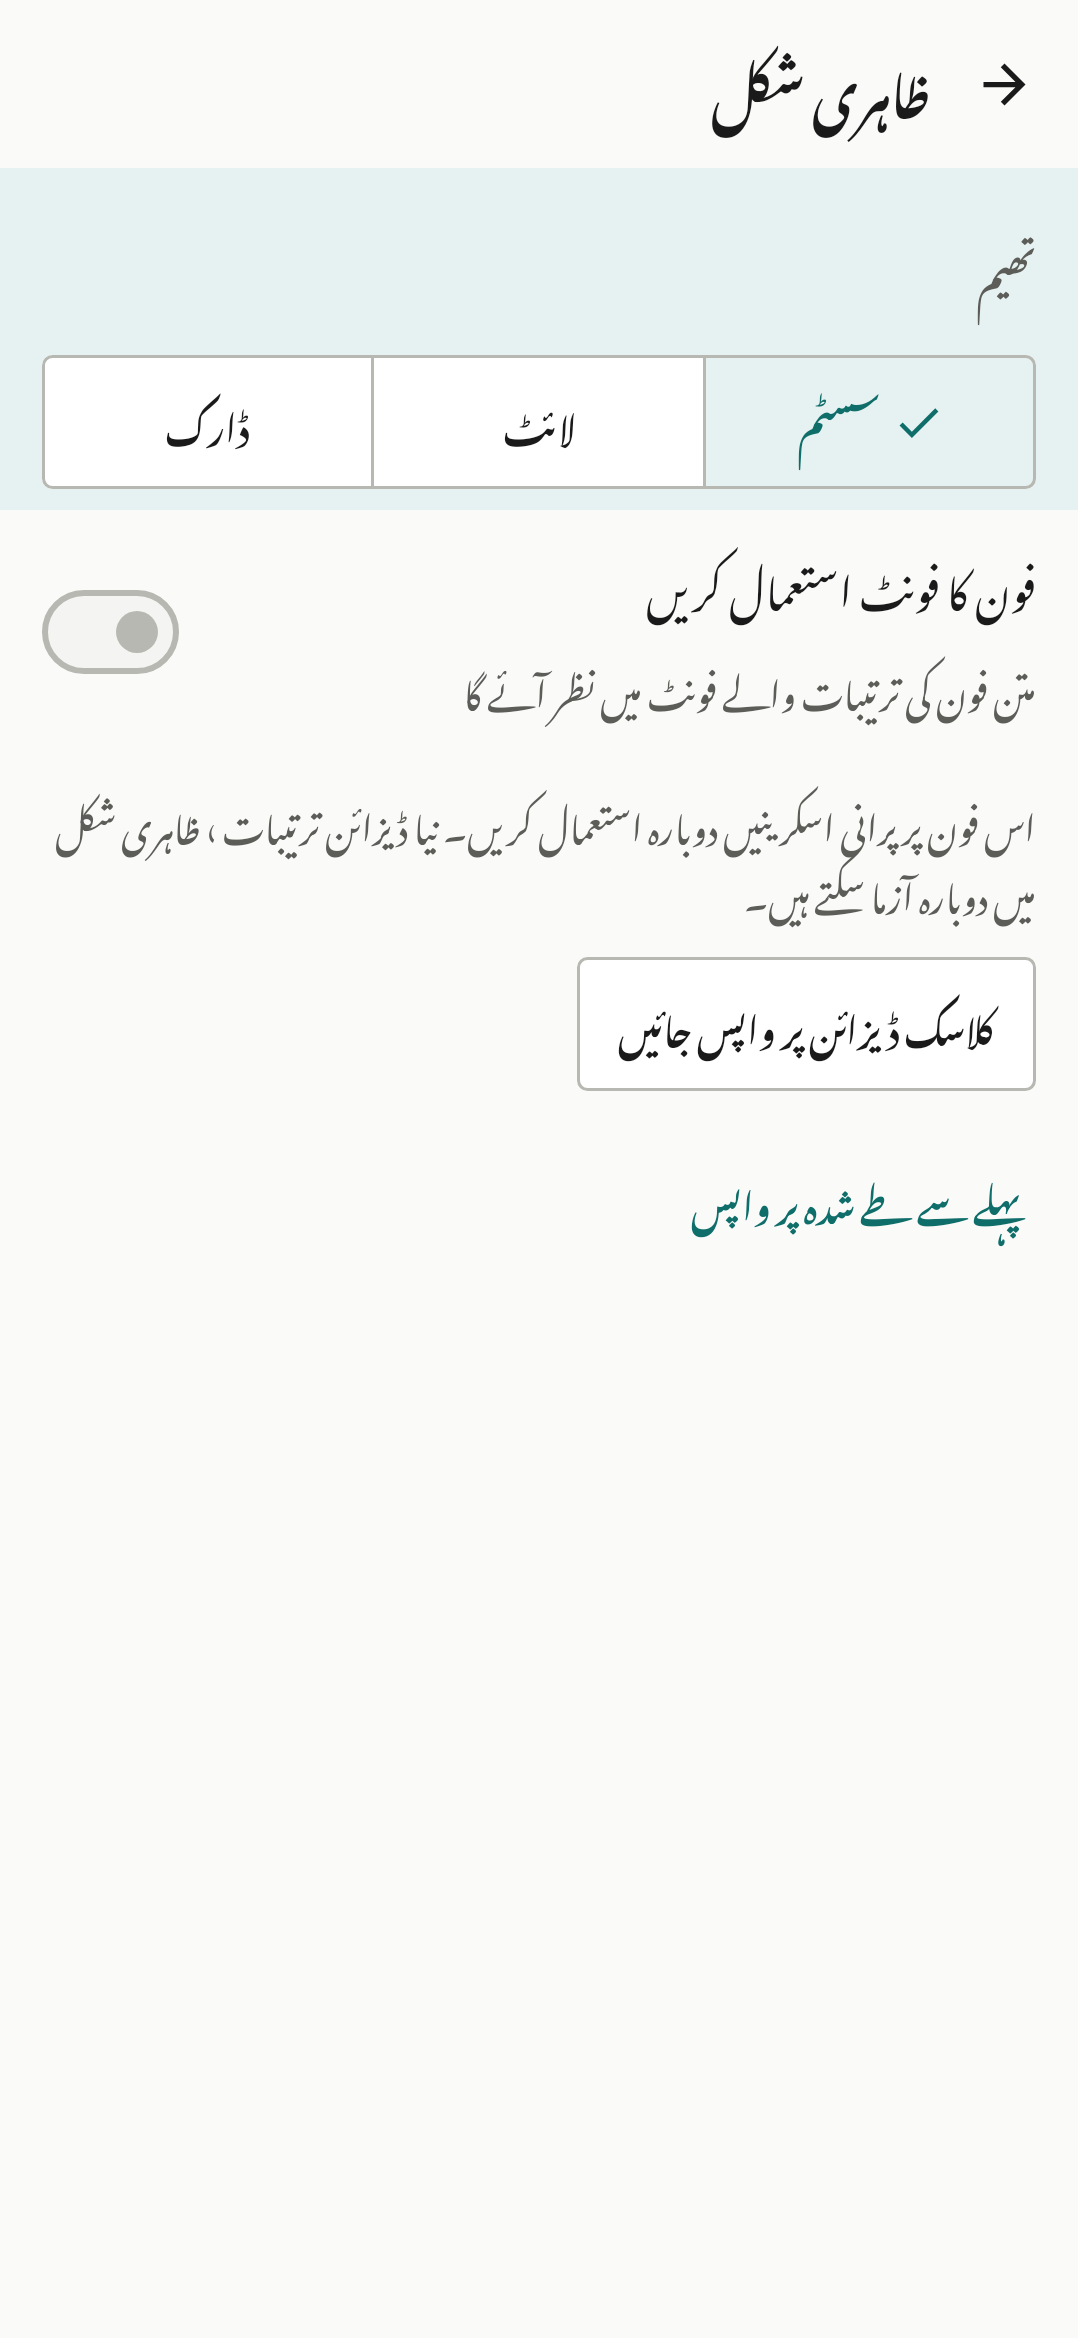 ظاہری شکل
تھیم
سسٹم
لائٹ
ڈارک
فون کا فونٹ استعمال کریں
متن فون کی ترتیبات والے فونٹ میں نظر آئے گا
اس فون پر پرانی اسکرینیں دوبارہ استعمال کریں۔ نیا ڈیزائن ترتیبات، ظاہری شکل
میں دوبارہ آزما سکتے ہیں۔
کلاسک ڈیزائن پر واپس جائیں
پہلے سے طے شدہ پر واپس